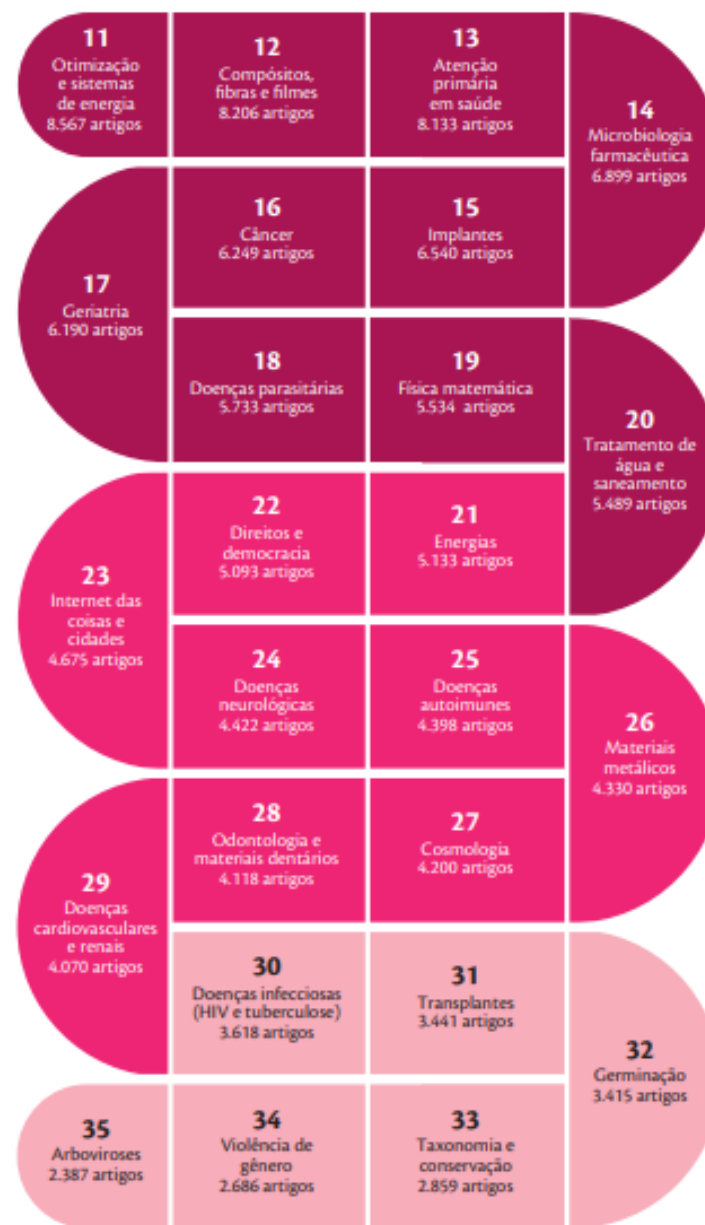 11
Otimização
e sistemas
de energia
8.567 artigos
12
Compósitos,
fibras e filmes
8.206 artigos
13
Atenção
primária
em saúde
8.133 artigos
14
Microbiologia
farmacêutica
6.899 artigos
15
Implantes
6.540 artigos
16
Câncer
6.249 artigos
17
Geriatria
6.190 artigos
18
Doenças parasitárias
5.733 artigos
19
Física matemática
5.534 artigos
20
Tratamento de
água e
saneamento
5.489 artigos
21
Energias
5.133 artigos
22
Direitos e
democracia
5.093 artigos
23
Internet das
coisas e
cidades
4.675 artigos
24
Doenças
neurológicas
4.422 artigos
25
Doenças
autoimunes
4.398 artigos
26
Materiais
metálicos
4.330 artigos
27
Cosmologia
4.200 artigos
28
Odontologia e
materiais dentários
4.118 artigos
29
Doenças
cardiovasculares
e renais
4.070 artigos
30
Doenças infecciosas
(HIV e tuberculose)
3.618 artigos
31
Transplantes
3.441 artigos
32
Germinação
3.415 artigos
33
Taxonomia e
conservação
2.859 artigos
34
Violência de
gênero
2.686 artigos
35
Arboviroses
2.387 artigos